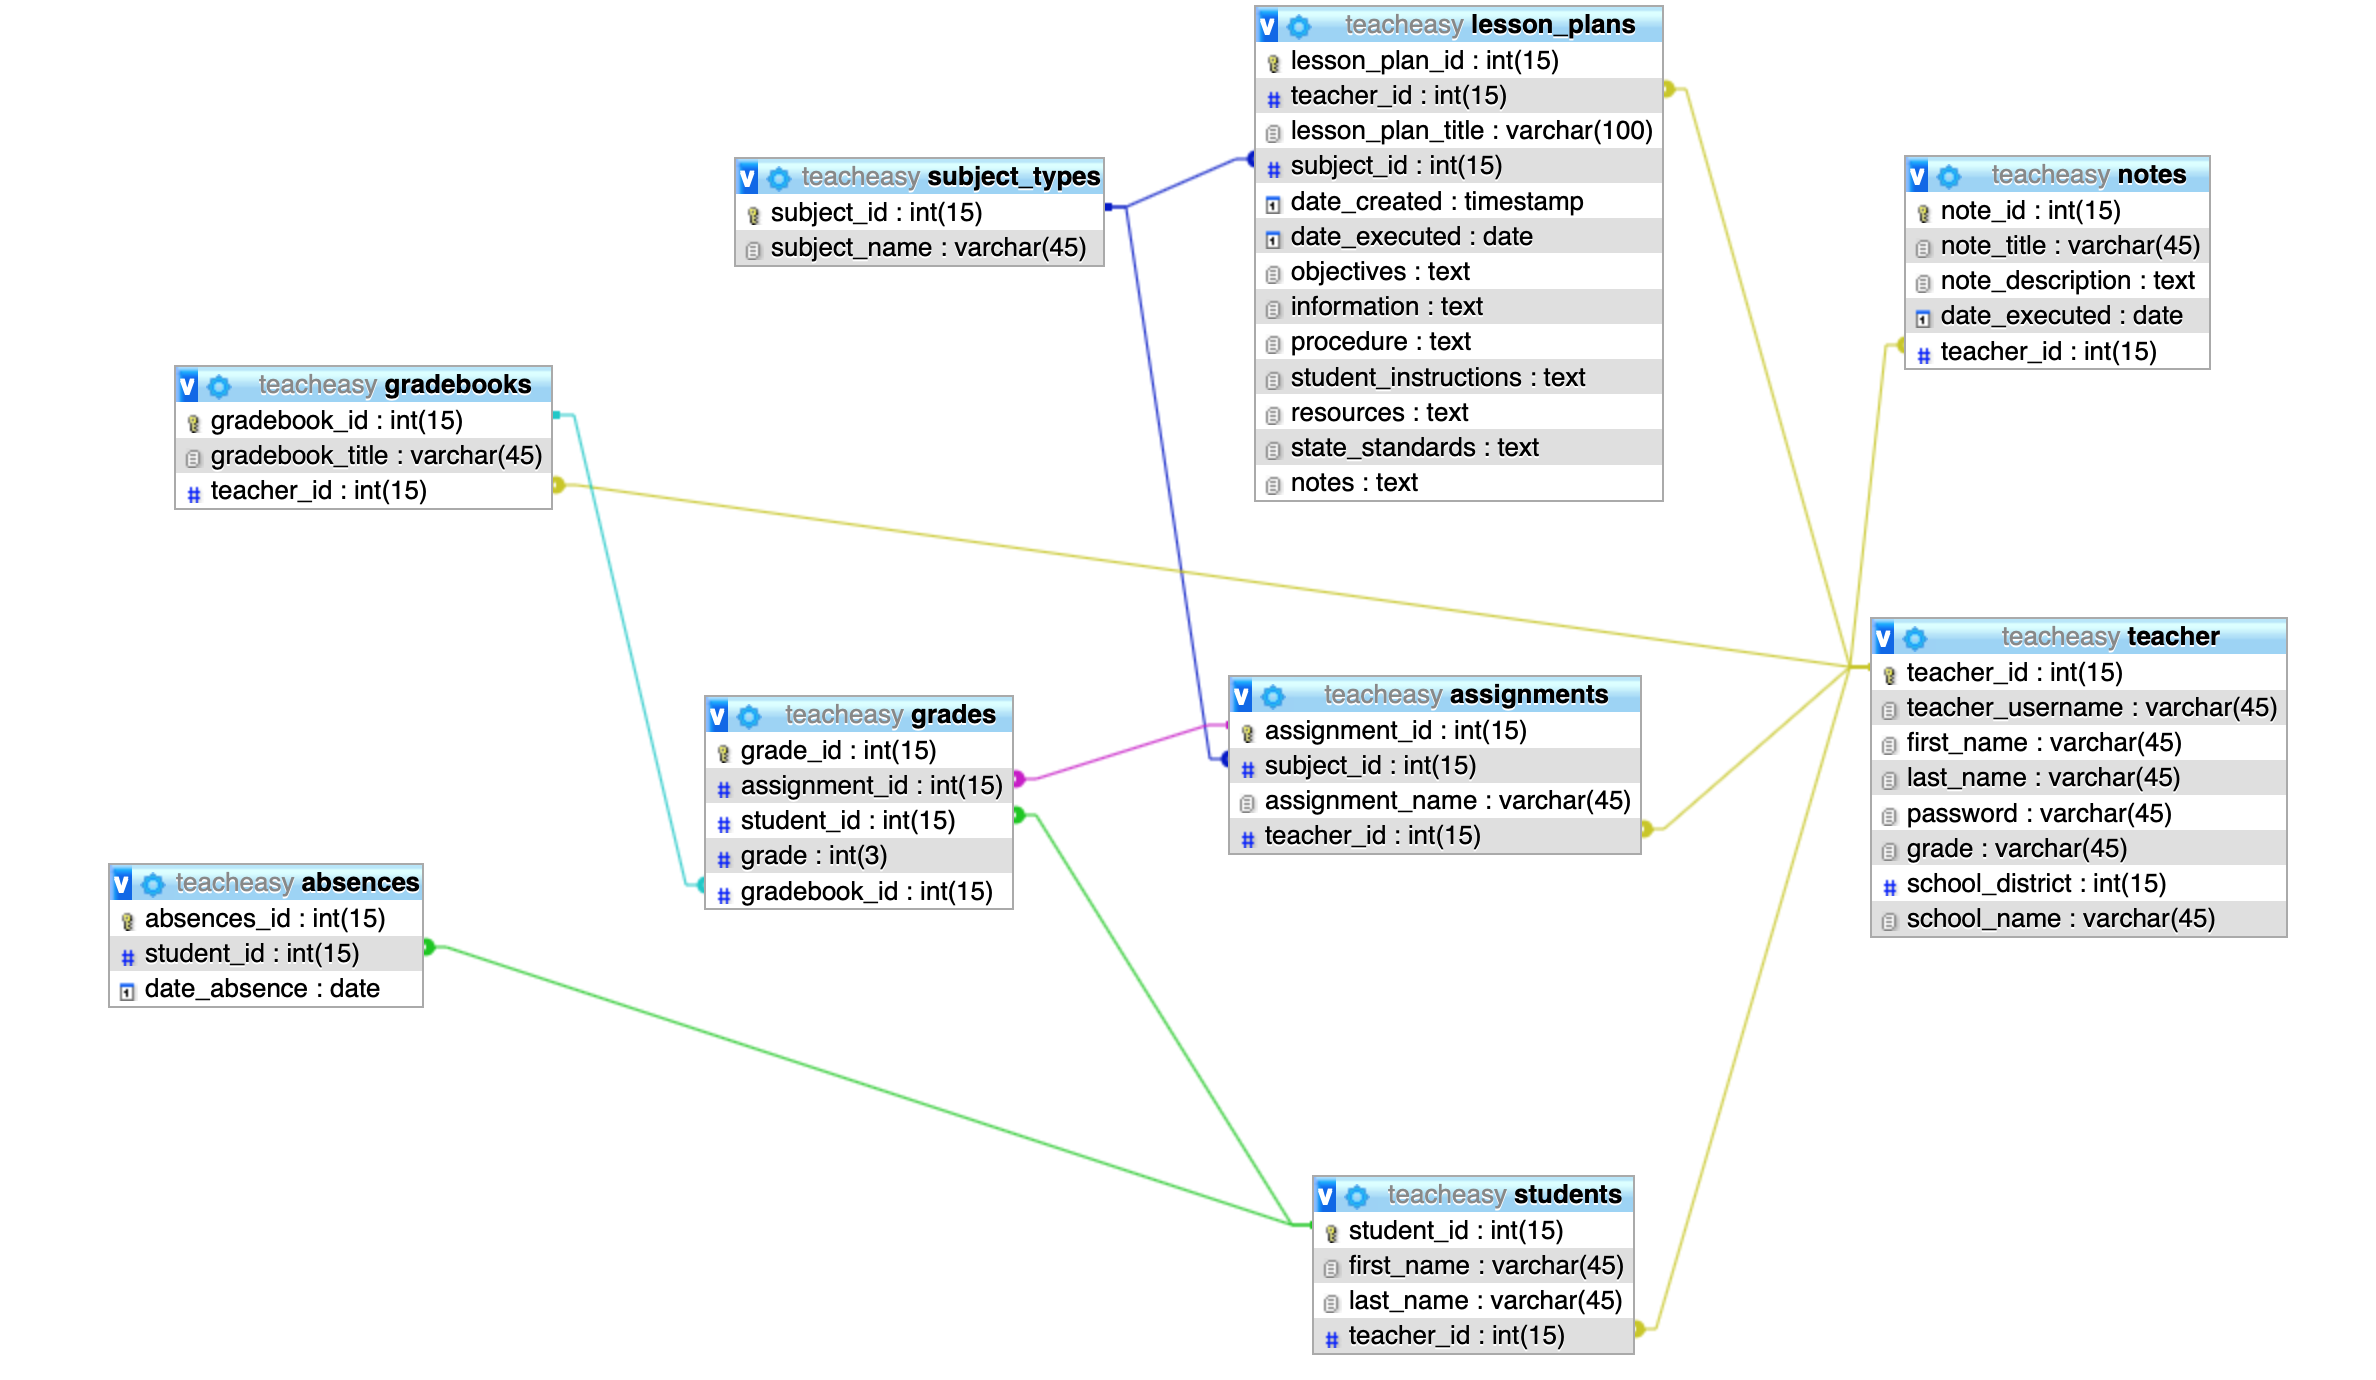 teacheasy lesson_plans
lesson_plan_id : int(15)
teacher_id : int(15)
lesson_plan_title : varchar(100)
subject_id : int(15)
date_created : timestamp
date_executed : date
objectives : text
information : text
procedure : text
student_instructions : text
resources : text
state_standards : text
notes : text
teacheasy subject_types
subject_id : int(15)
subject_name : varchar(45)
teacheasy notes
note_id : int(15)
note_title : varchar(45)
note_description : text
date_executed : date
teacher_id : int(15)
teacheasy gradebooks
gradebook_id : int(15)
gradebook_title : varchar(45)
teacher_id : int(15)
teacheasy teacher
teacher_id : int(15)
teacher_username : varchar(45)
first_name : varchar(45)
last_name : varchar(45)
password : varchar(45)
grade : varchar(45)
school_district : int(15)
school_name : varchar(45)
teacheasy grades
grade_id : int(15)
assignment_id : int(15)
student_id : int(15)
grade : int(3)
gradebook_id : int(15)
teacheasy assignments
assignment_id : int(15)
subject_id : int(15)
assignment_name : varchar(45)
teacher_id : int(15)
teacheasy absences
absences_id : int(15)
student_id : int(15)
date_absence : date
teacheasy students
student_id : int(15)
first_name : varchar(45)
last_name : varchar(45)
teacher_id : int(15)